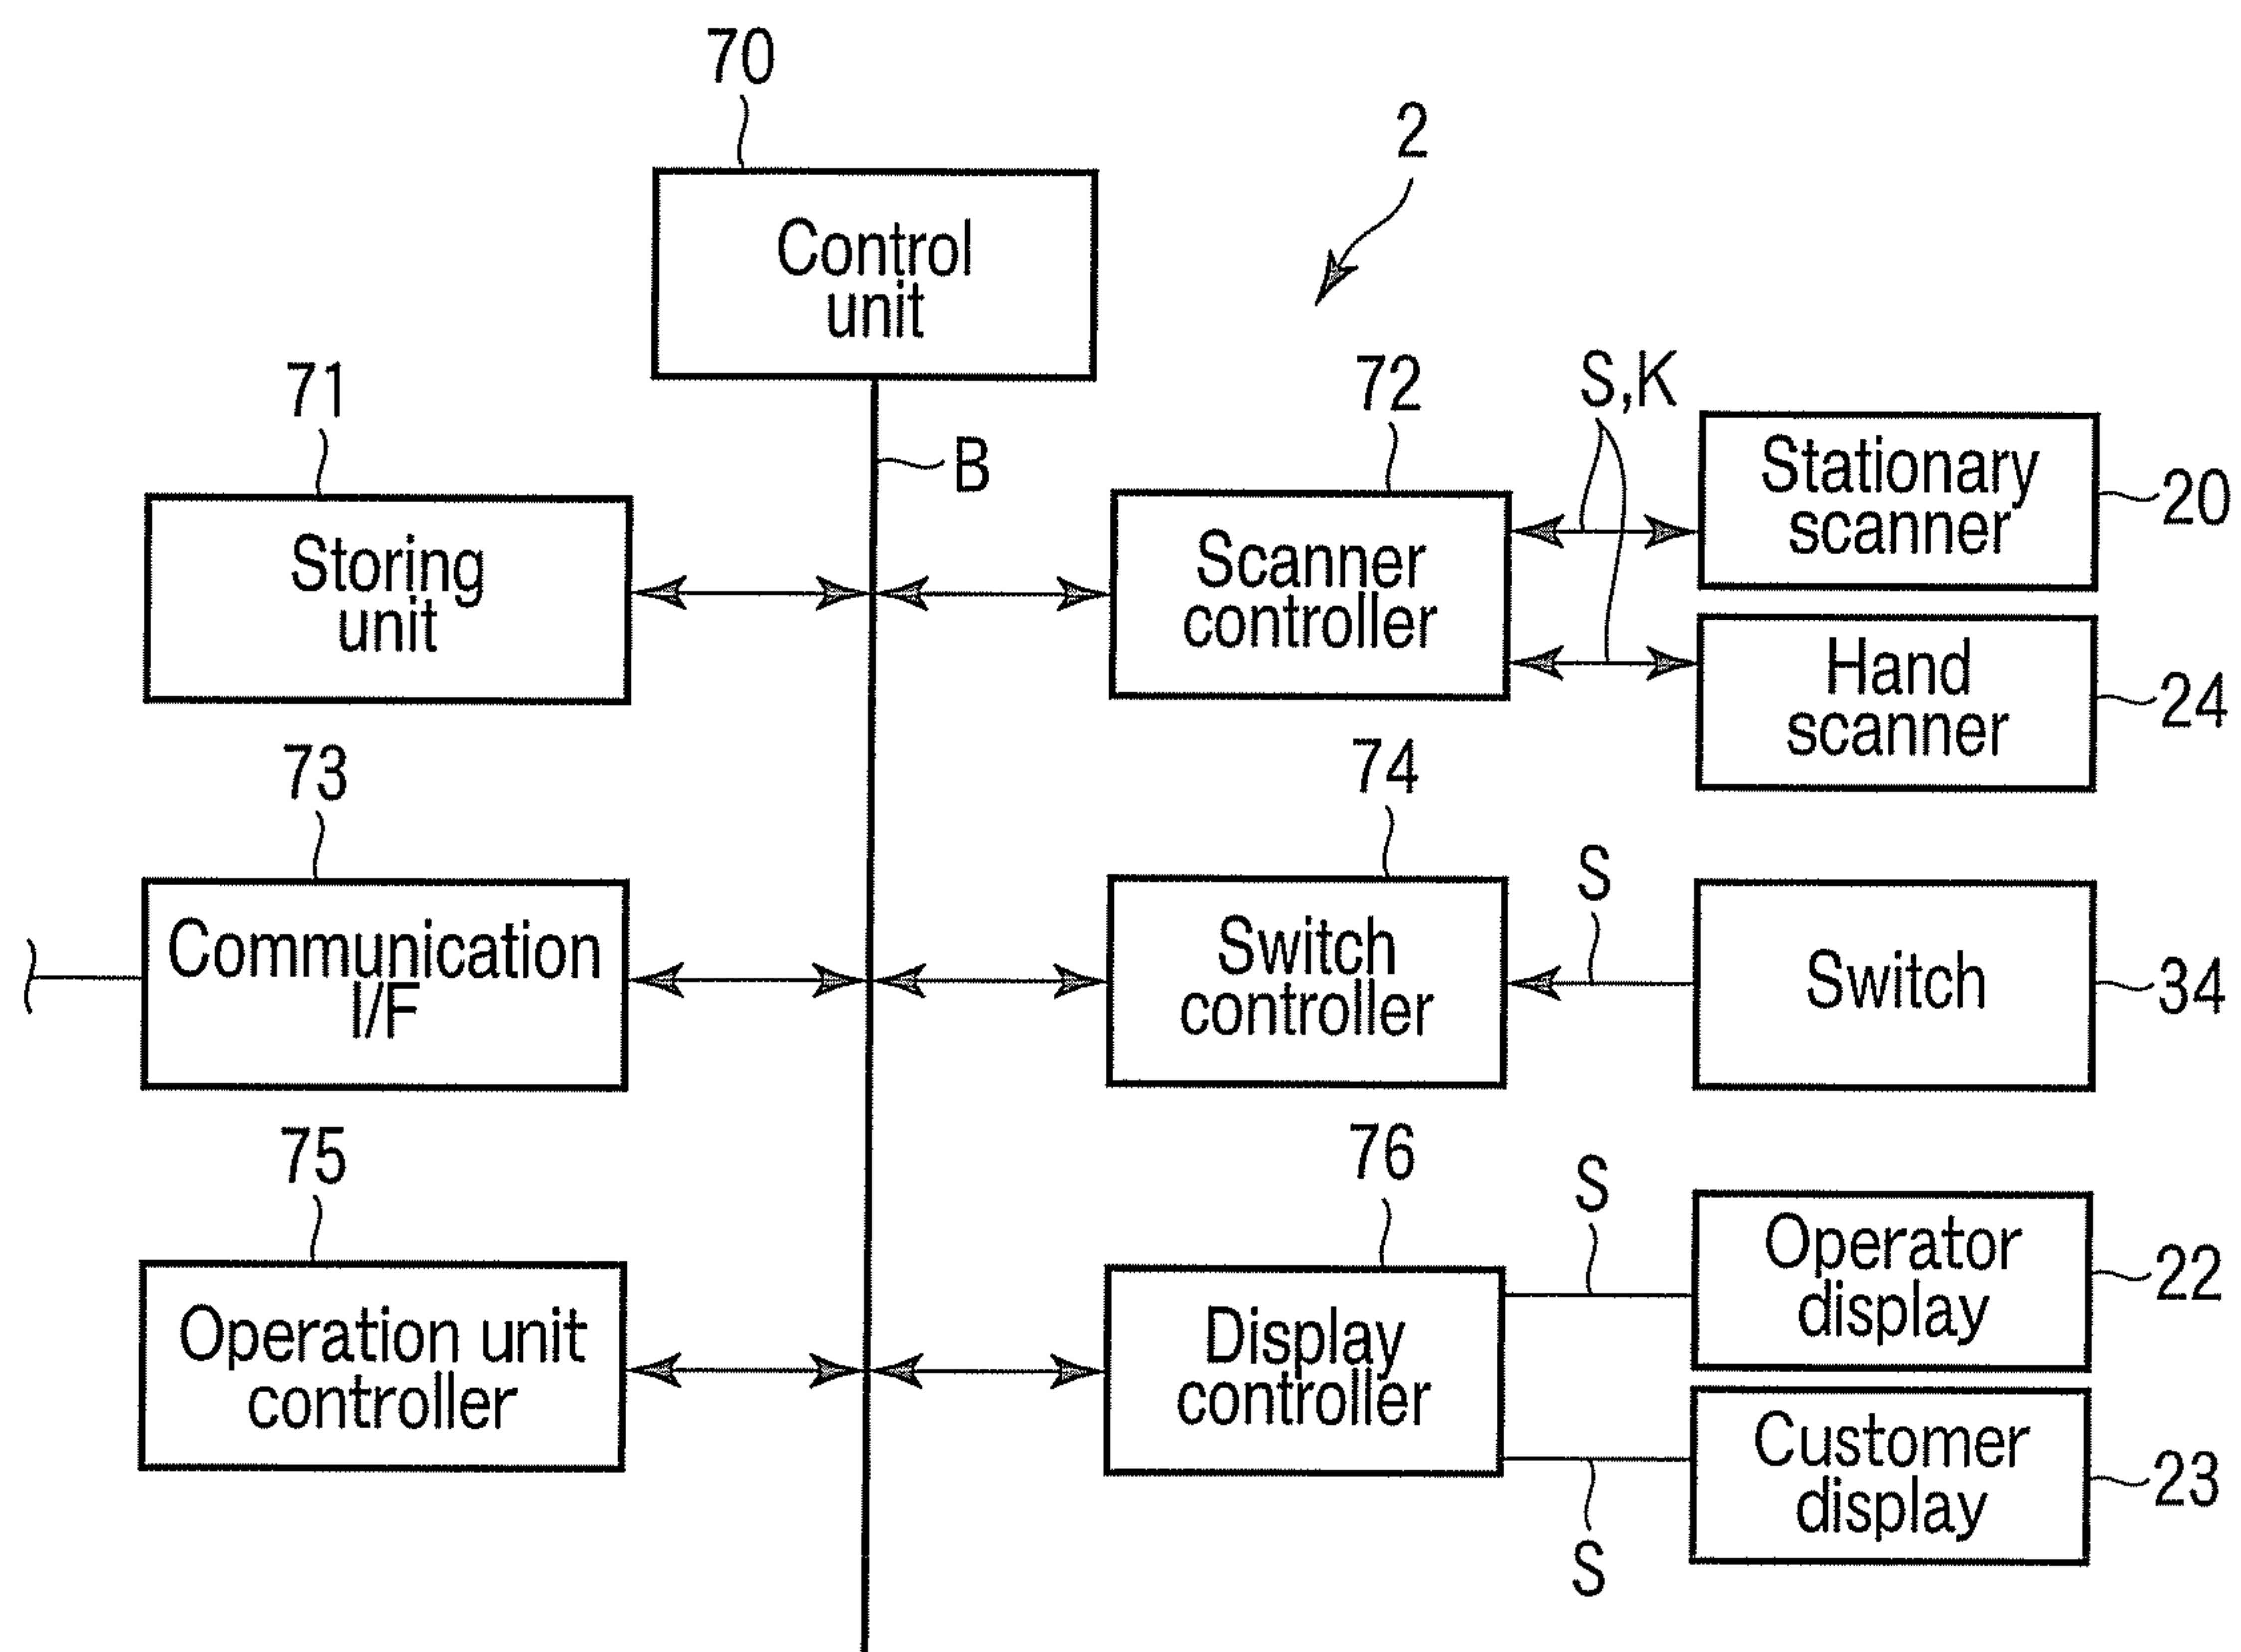 70
2
Control
unit
71
B
72
S,K
Storing
unit
Scanner
controller
Stationary
scanner
20
Hand
scanner
24
73
74
S
Communication
I/F
Switch
controller
Switch
34
75
76
S
Operation unit
controller
Display
controller
Operator
display
22
Customer
display
23
S